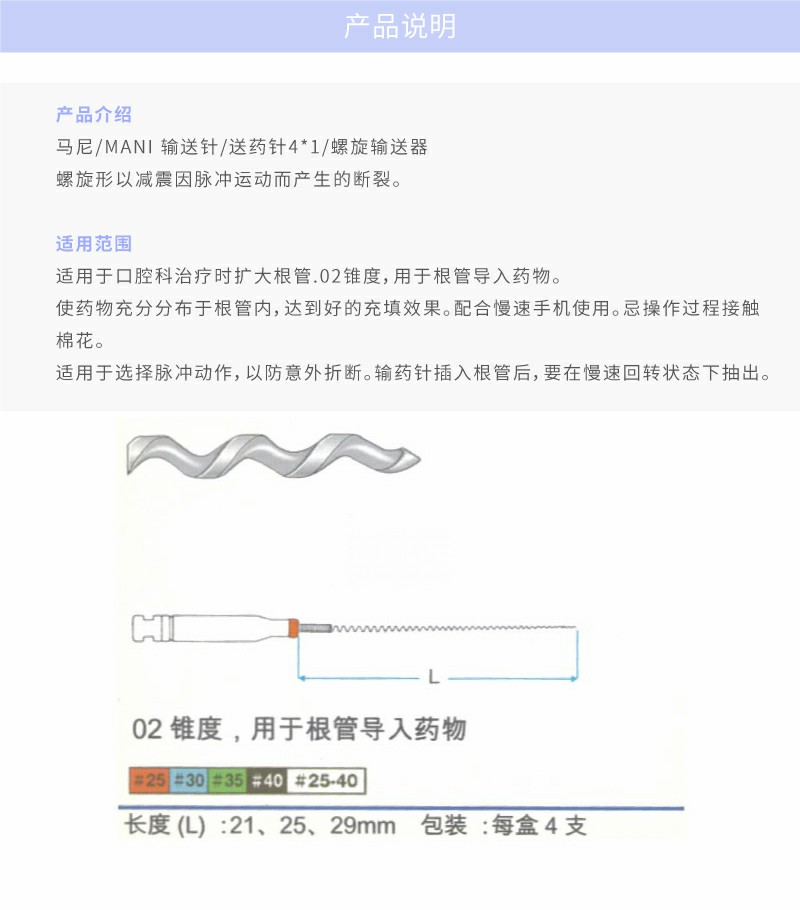 产品说明
产品介绍
马尼/MANI 输送针/送药针4*1/螺旋输送器
螺旋形以减震因脉冲运动而产生的断裂。
适用范围
适用于口腔科治疗时扩大根管.02锥度，用于根管导入药物。
使药物充分分布于根管内，达到好的充填效果。配合慢速手机使用。忌操作过程接触
棉花。
适用于选择脉冲动作，以防意外折断。输药针插入根管后，要在慢速回转状态下抽出。
L
02 锥度，用于根管导入药物
#25 #30 #35 #40 #25-40
长度 (L) :21、25、29mm 包装 :每盒 4 支